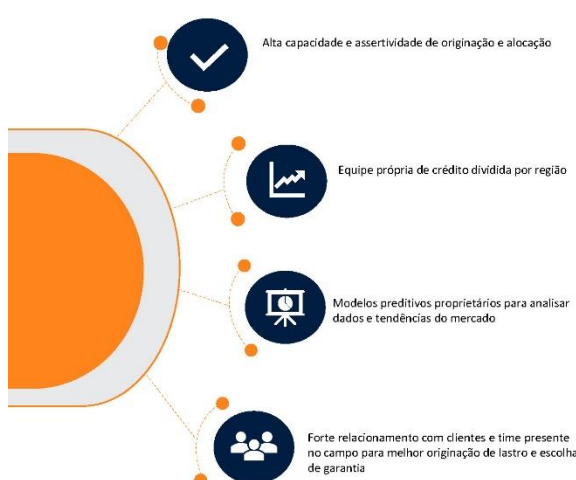 Alta capacidade e assertividade de originação e alocação
Equipe própria de crédito dividida por região
Modelos preditivos proprietários para analisar
dados e tendências do mercado
Forte relacionamento com clientes e time presente
no campo para melhor originação de lastro e escolha
de garantia